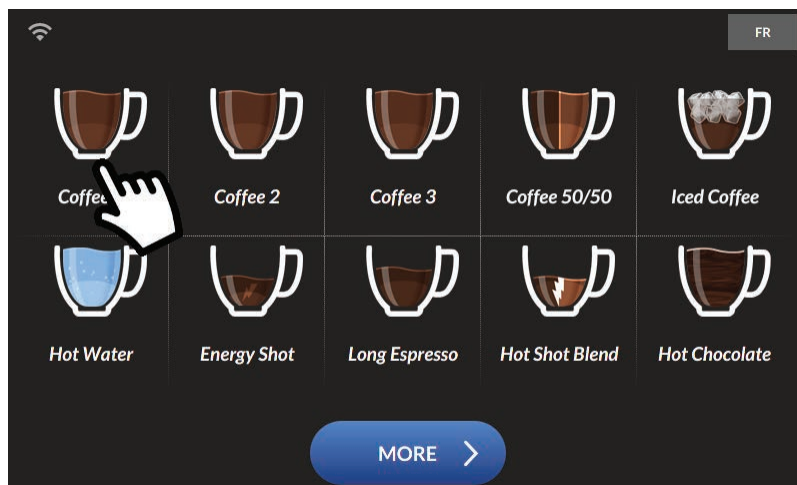 FR
Coffee
Coffee 2
Coffee 3
Coffee 50/50
Iced Coffee
Hot Water
Energy Shot
Long Espresso
Hot Shot Blend
Hot Chocolate
MORE